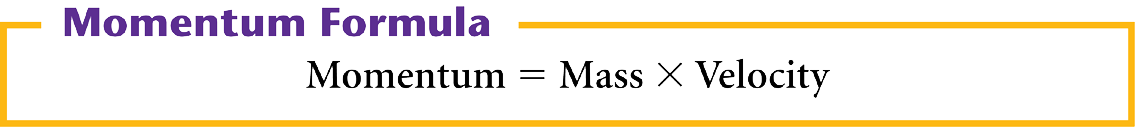 Momentum Formula
Momentum = Mass × Velocity